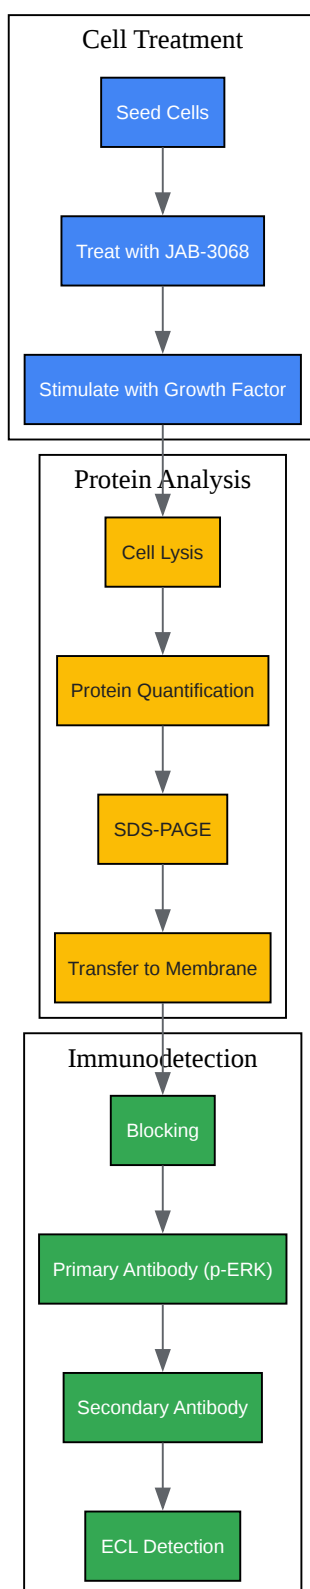 Cell Treatment
Seed Cells
Treat with JAB-3068
Stimulate with Growth Factor
Protein Analysis
Cell Lysis
Protein Quantification
SDS-PAGE
Transfer to Membrane
Immunodetection
Blocking
Primary Antibody (p-ERK)
Secondary Antibody
ECL Detection